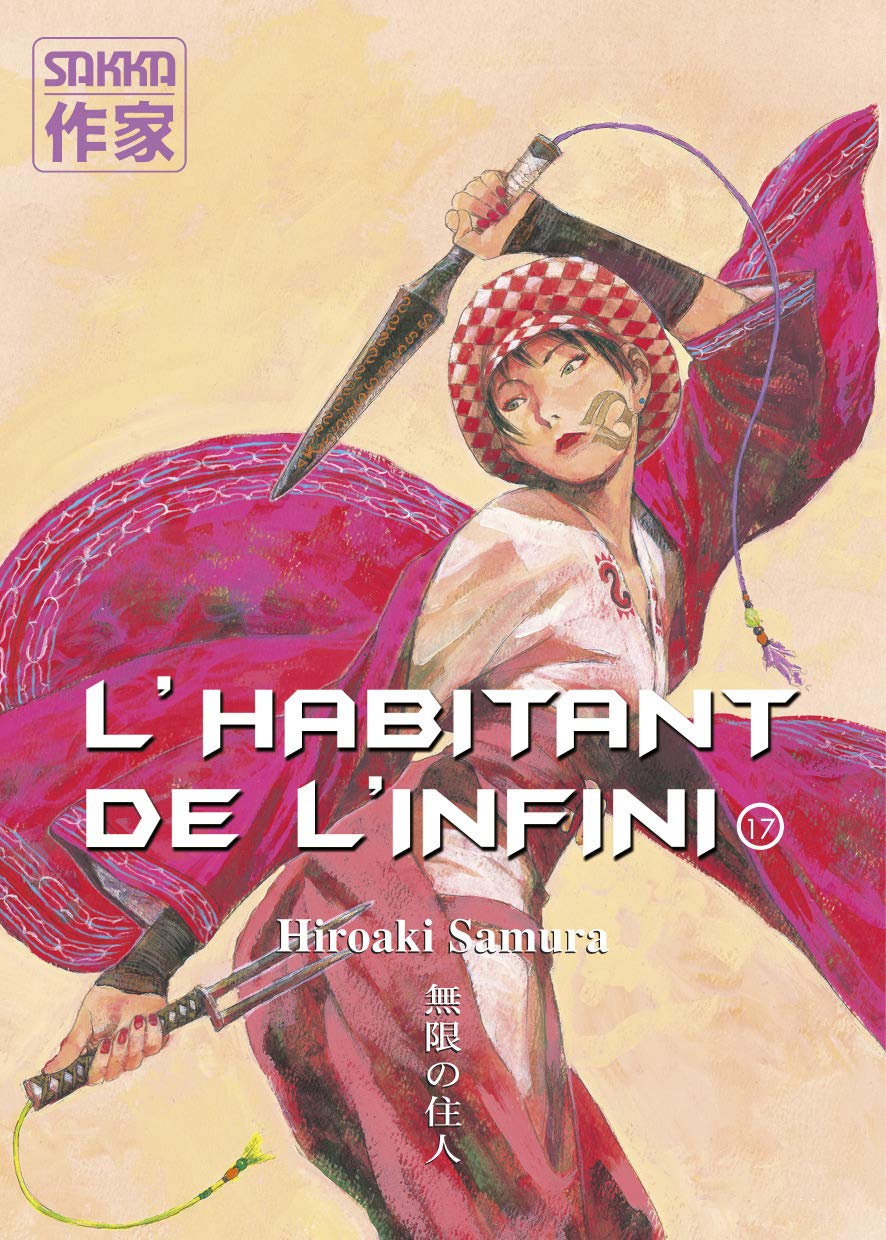 SAKKA
作家
L'HABITANT
DE L'INFINI 17
Hiroaki Samura
無限の住人